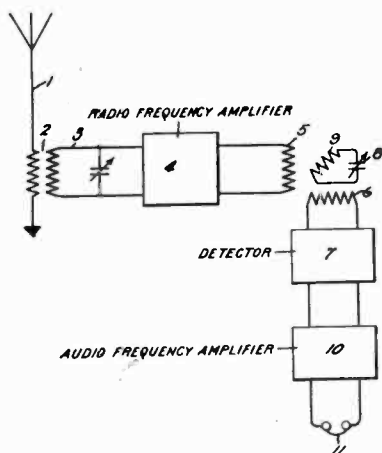 1
RADIO FREQUENCY AMPLIFIER
2 3 5 9
4 8
6
DETECTOR 7
AUDIO FREQUENCY AMPLIFIER 10
11